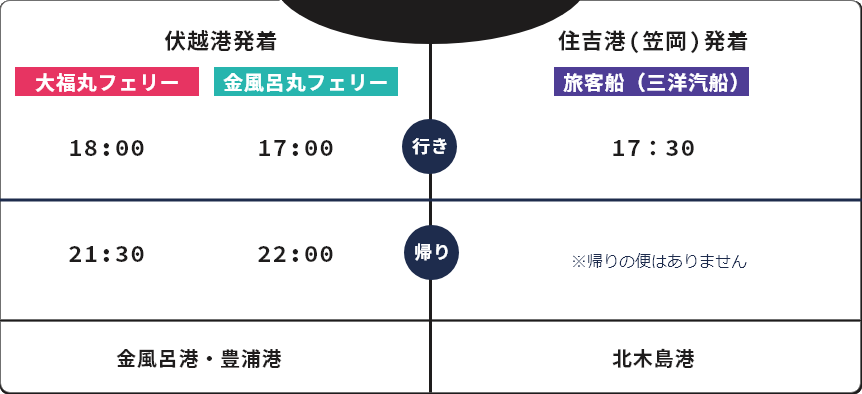 伏越港発着
住吉港(笠岡)発着
大福丸フェリー
金風呂丸フェリー
旅客船（三洋汽船）
18:00
17:00
行き
17：30
21:30
22:00
帰り
※帰りの便はありません
金風呂港・豊浦港
北木島港